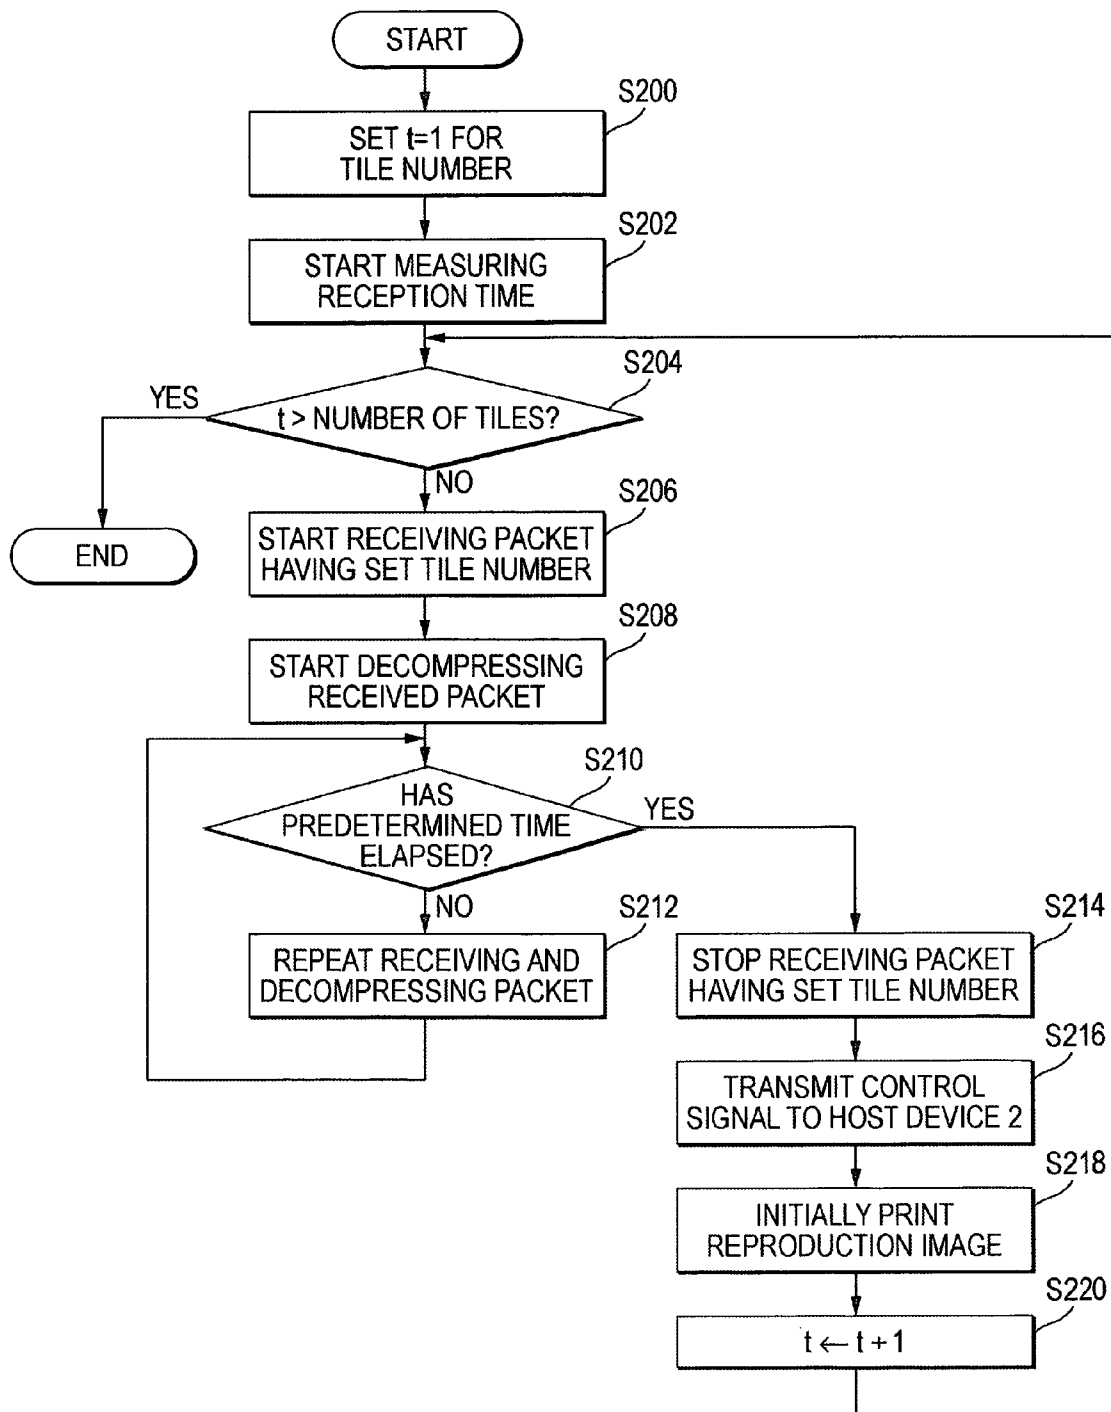 START
S200
SET t=1 FOR
TILE NUMBER
S202
START MEASURING
RECEPTION TIME
S204
YES
t > NUMBER OF TILES?
NO
END
S206
START RECEIVING PACKET
HAVING SET TILE NUMBER
S208
START DECOMPRESSING
RECEIVED PACKET
S210
HAS
PREDETERMINED TIME
ELAPSED?
YES
NO
S212
REPEAT RECEIVING AND
DECOMPRESSING PACKET
S214
STOP RECEIVING PACKET
HAVING SET TILE NUMBER
S216
TRANSMIT CONTROL
SIGNAL TO HOST DEVICE 2
S218
INITIALLY PRINT
REPRODUCTION IMAGE
S220
t ← t + 1